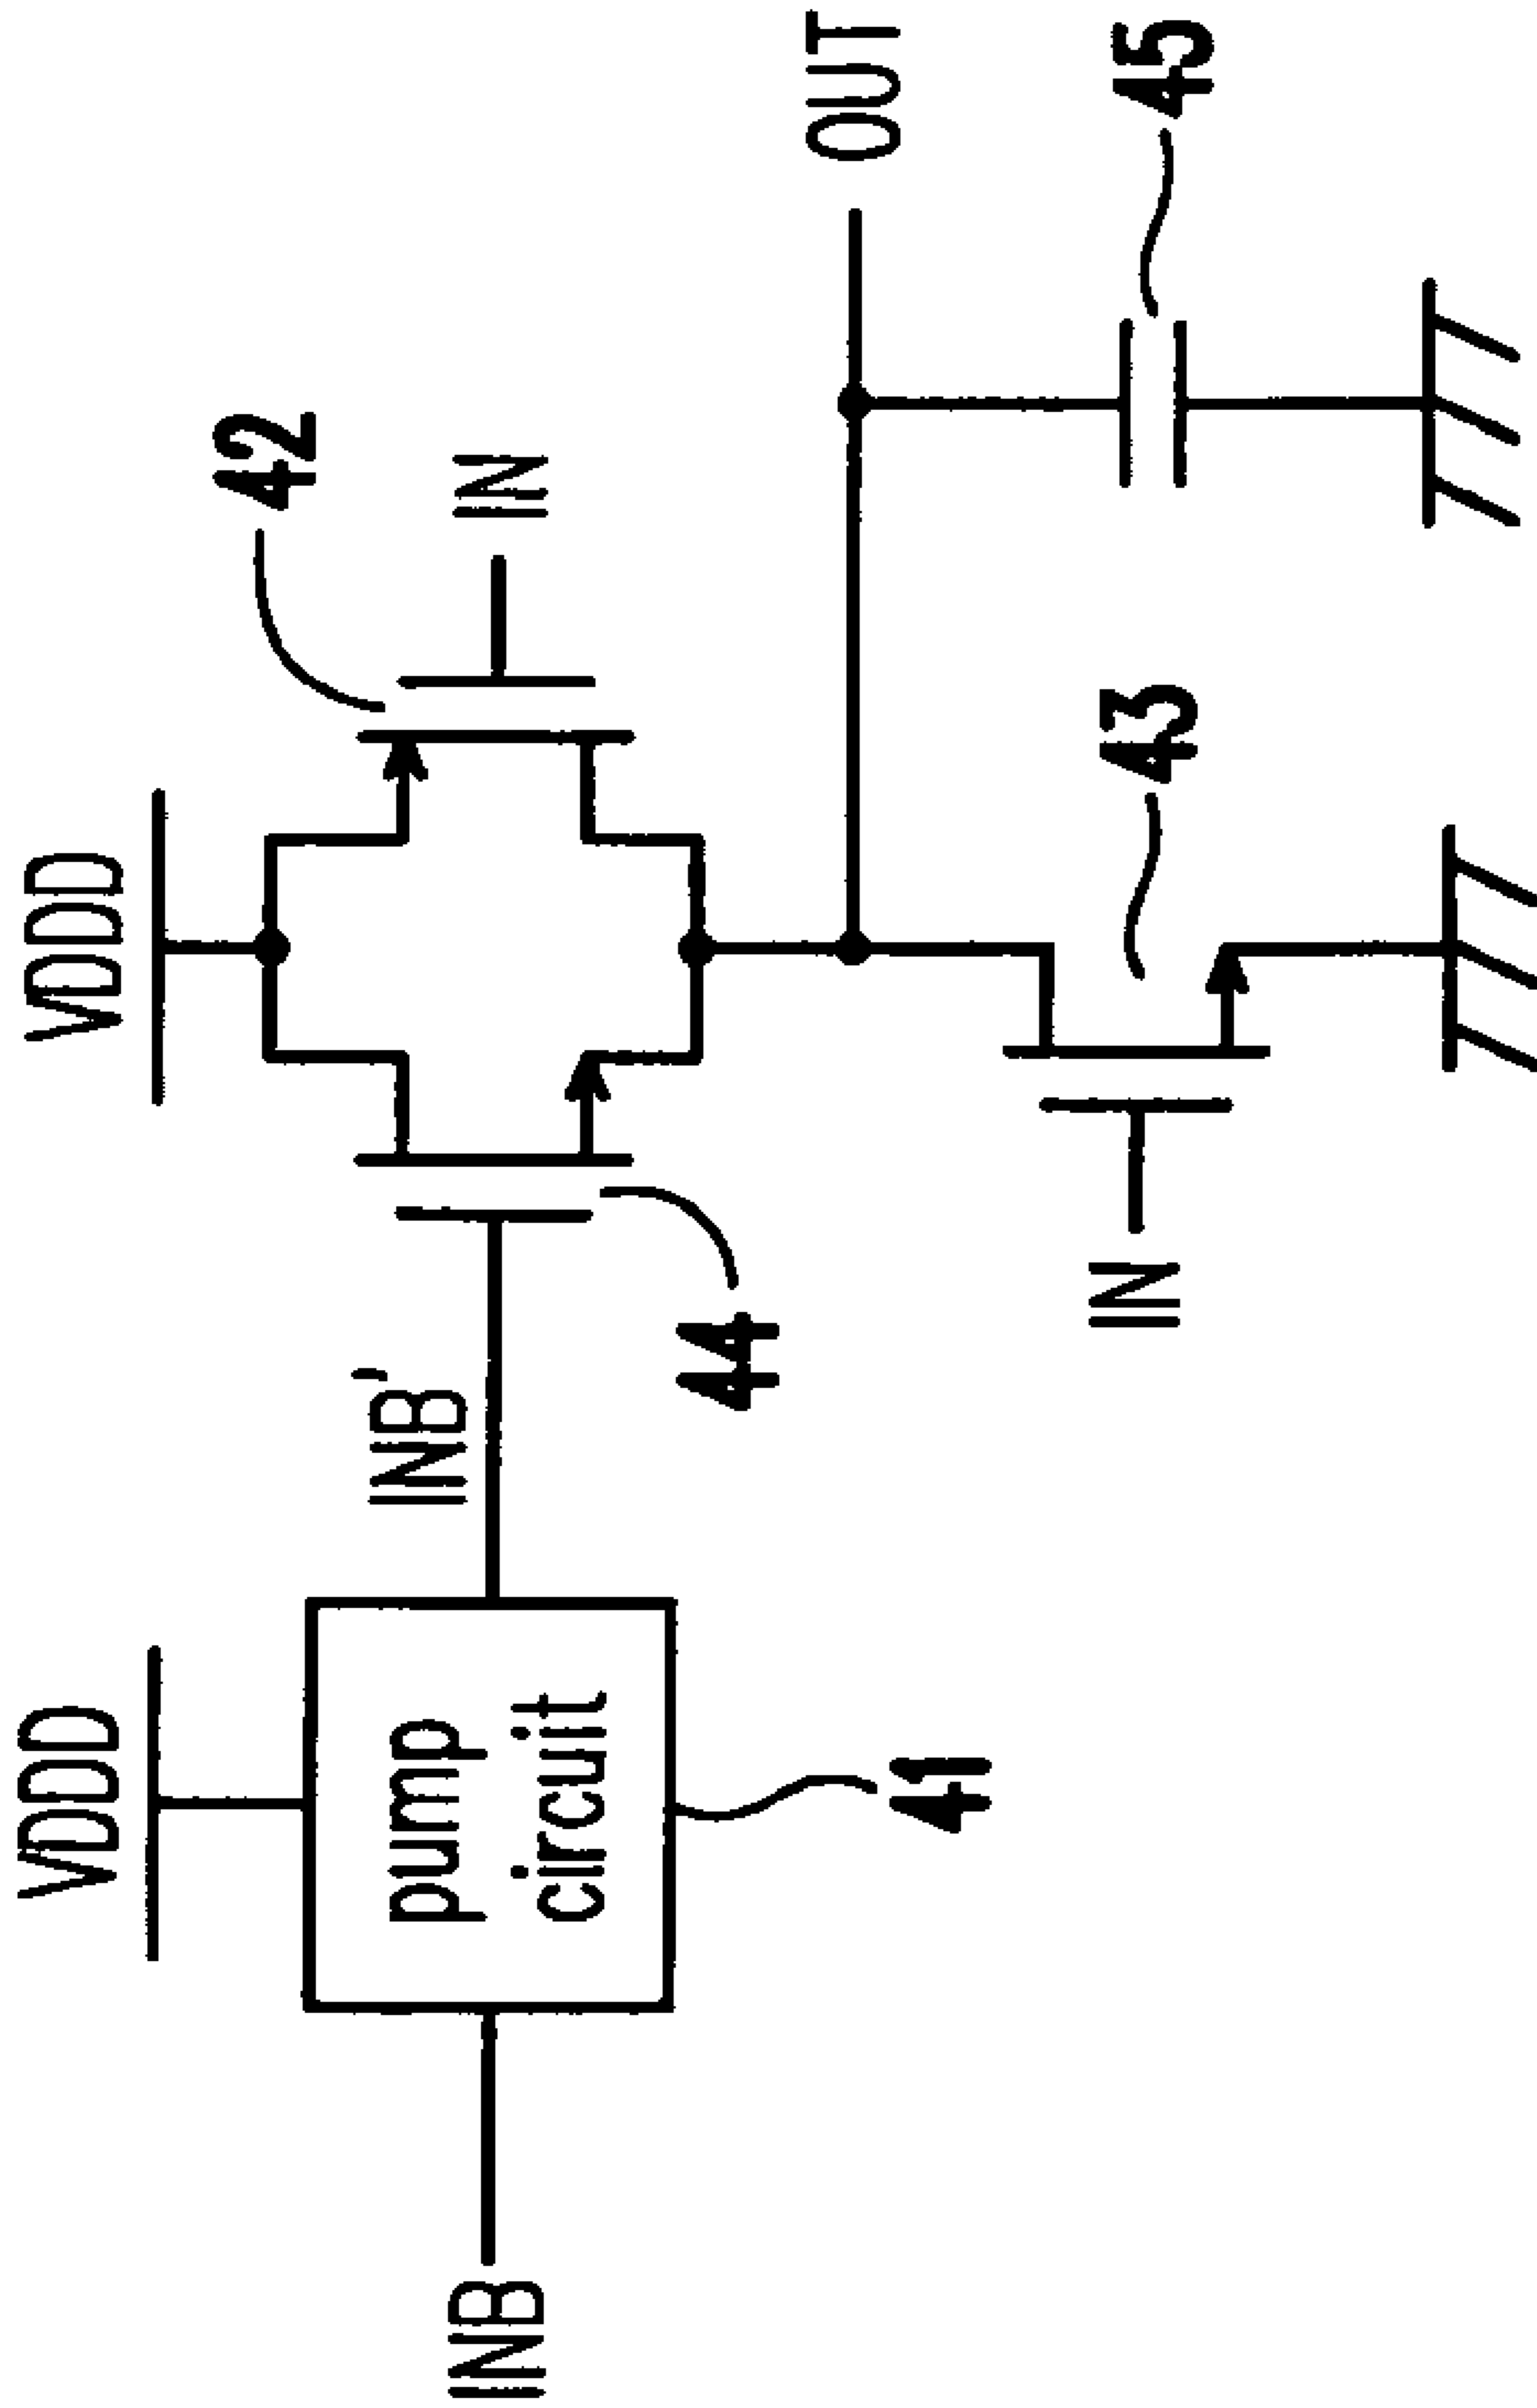 VDDD
VDDD
42
INB'
IN
INB
pump
circuit
44
OUT
41
IN
43
45